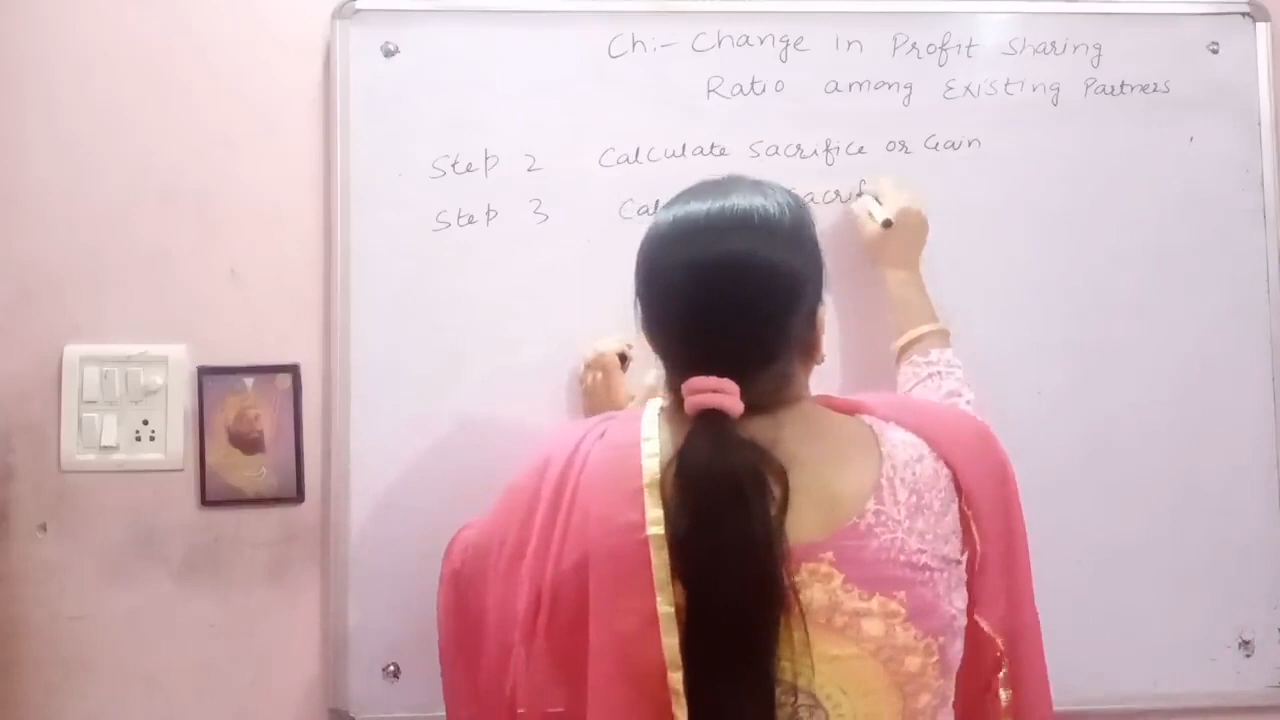 Ch:- Change in Profit Sharing
Ratio among Existing Partners
Step 2 Calculate Sacrifice or Gain
Step 3